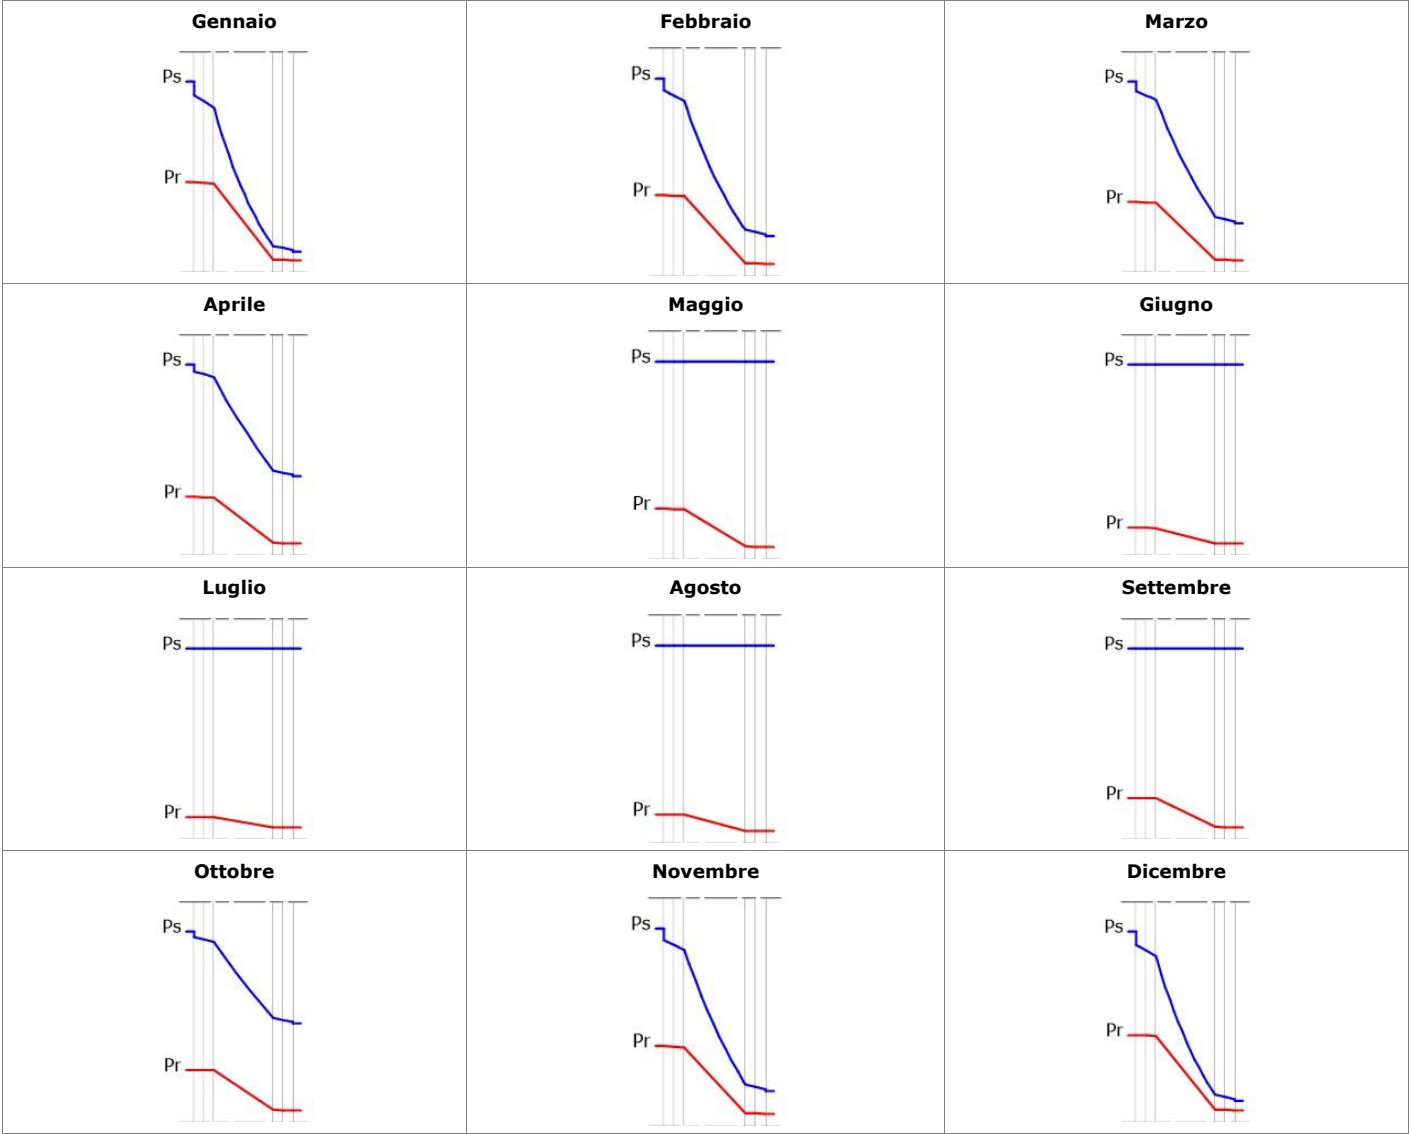 Gennaio
Febbraio
Marzo
Ps
Pr
Ps
Pr
Ps
Pr
Aprile
Maggio
Giugno
Ps
Pr
Ps
Pr
Ps
Pr
Luglio
Agosto
Settembre
Ps
Pr
Ps
Pr
Ps
Pr
Ottobre
Novembre
Dicembre
Ps
Pr
Ps
Pr
Ps
Pr